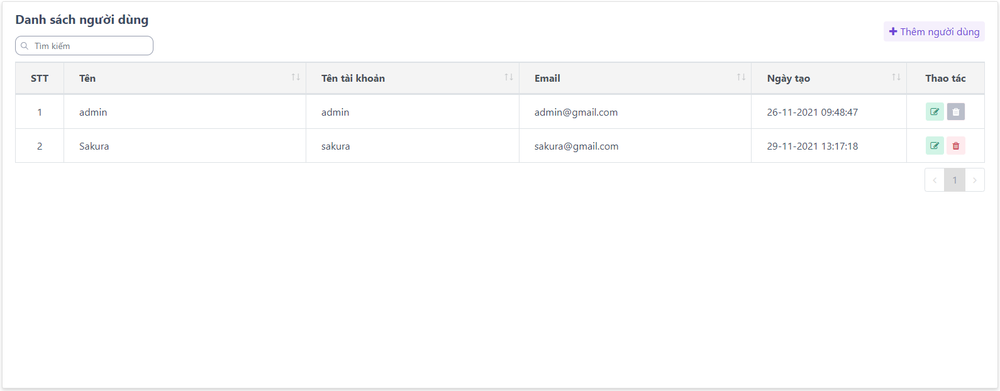 Danh sách người dùng
Thêm người dùng
Tìm kiếm
STT Tên Tên tài khoản Email Ngày tạo Thao tác
1 admin admin admin@gmail.com 26-11-2021 09:48:47
2 Sakura sakura sakura@gmail.com 29-11-2021 13:17:18
1